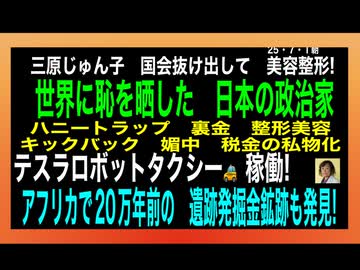 25・7・1朝
三原じゅん子　国会抜け出して　美容整形!
世界に恥を晒した　日本の政治家
ハニートラップ　裏金　整形美容
キックバック　媚中　税金の私物化
テスラロボットタクシー🚕 稼働!
アフリカで20万年前の　遺跡発掘金鉱跡も発見!